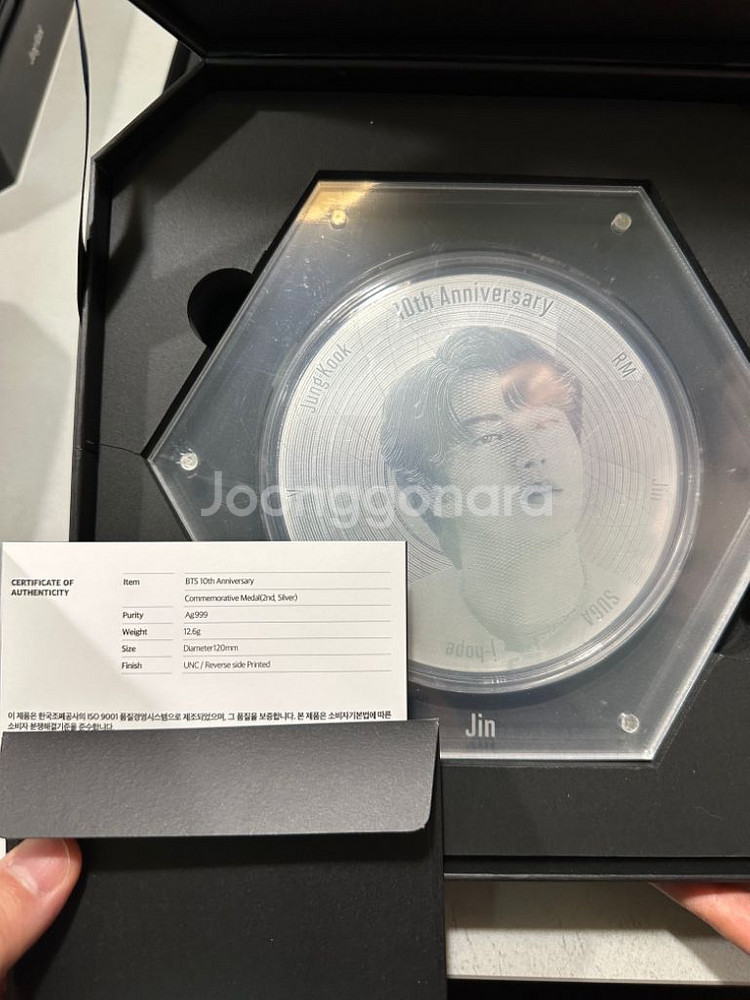 10th Anniversary
JungKook
RM
Jin
SUGA
j-hope
Joonggonara
Jin
CERTIFICATE OF
AUTHENTICITY
Item BTS 10th Anniversary
Commemorative Medal(2nd, Silver)
Purity Ag999
Weight 12.6g
Size Diameter120mm
Finish UNC / Reverse side Printed
이 제품은 한국조폐공사의 ISO 9001 품질경영시스템으로 제조되었으며, 그 품질을 보증합니다. 본 제품은 소비자기본법에 따른
소비자 분쟁해결기준을 준수합니다.